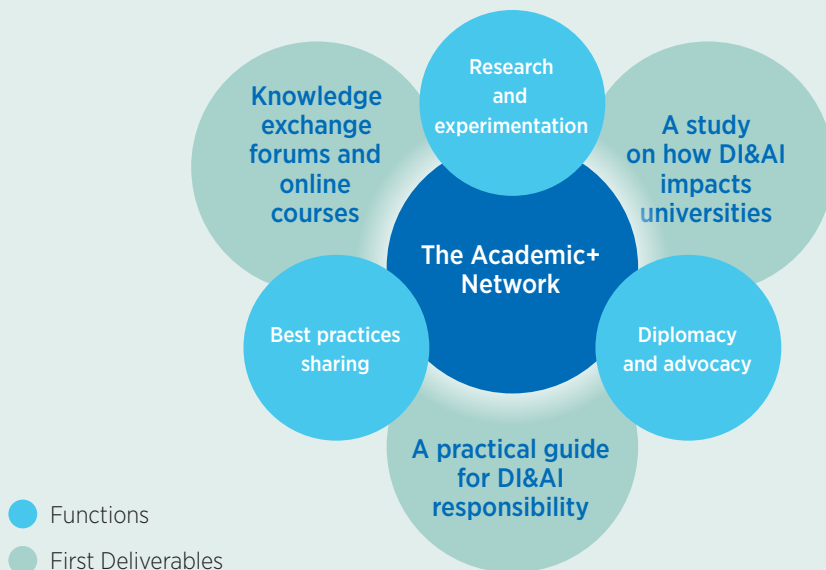 Research
and
experimentation
Knowledge
exchange
forums and
online
courses
A study
on how DI&AI
impacts
universities
The Academic+
Network
Best practices
sharing
Diplomacy
and advocacy
A practical guide
for DI&AI
responsibility
Functions
First Deliverables